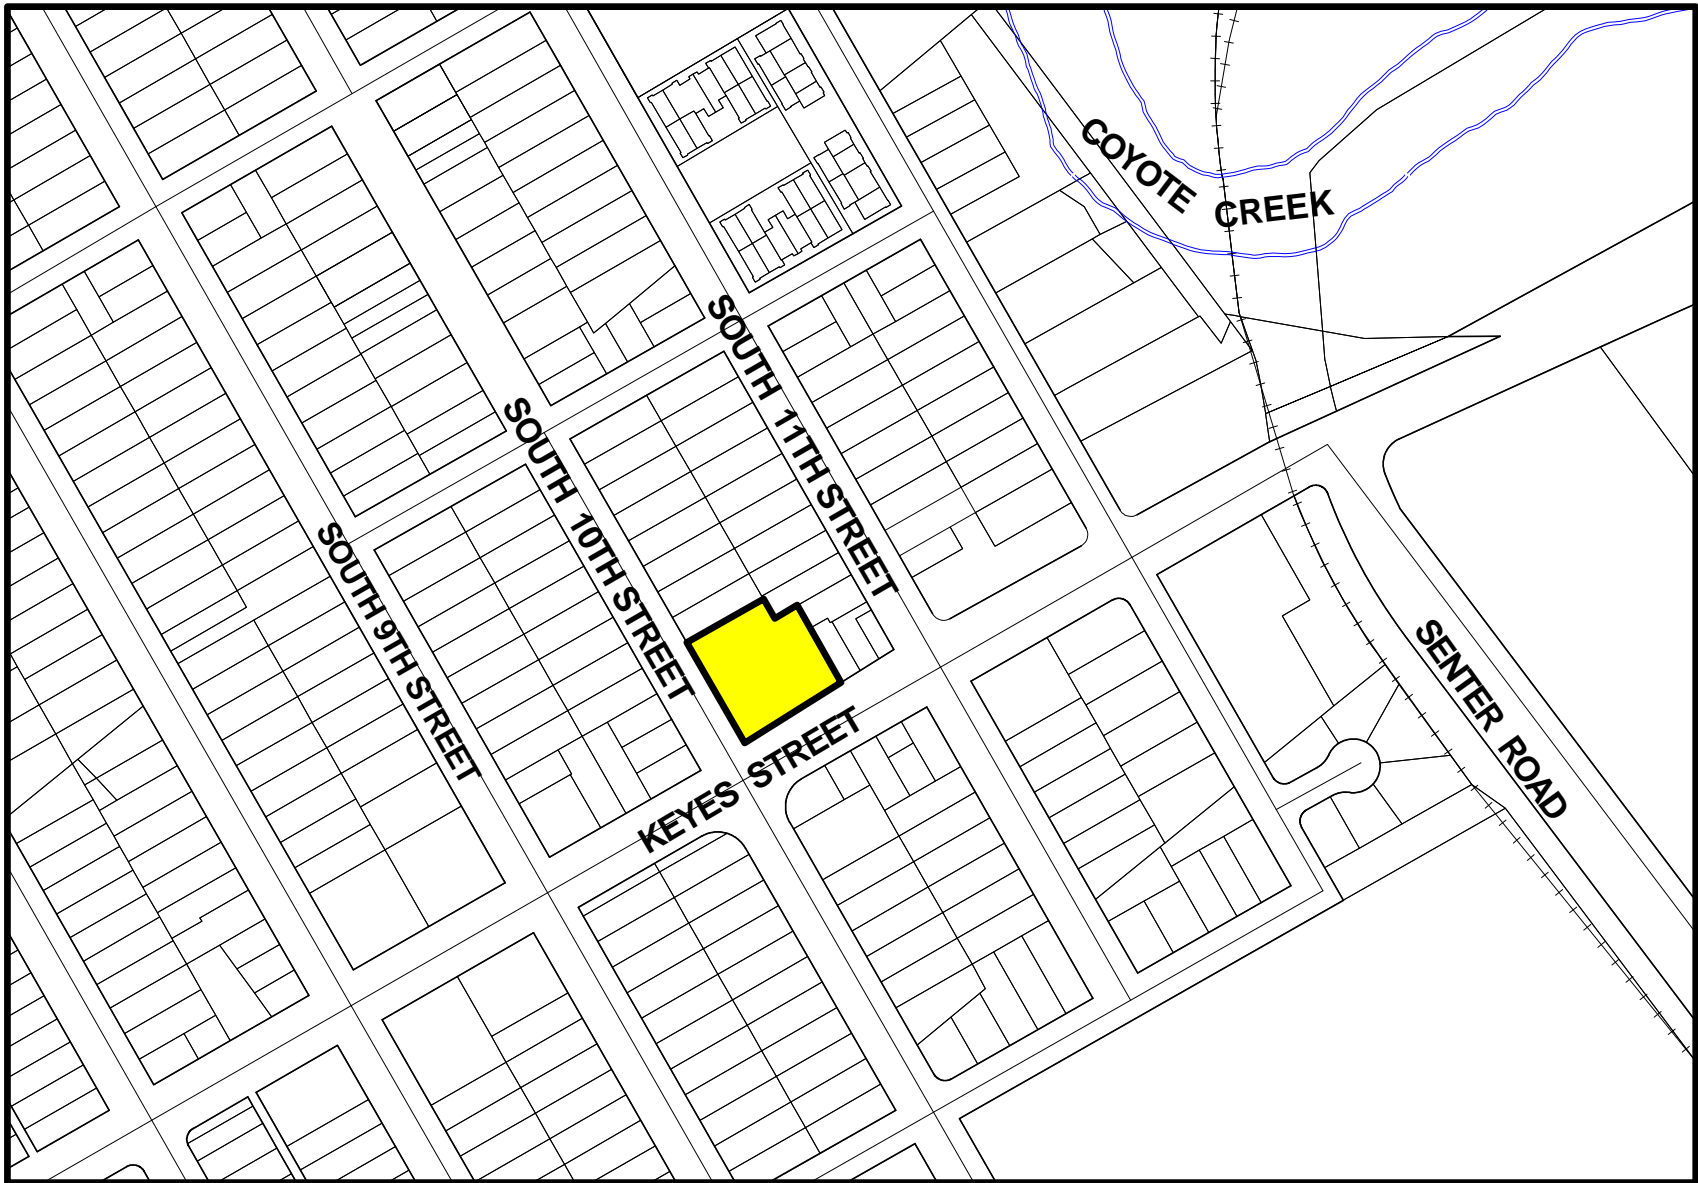 COYOTE
CREEK
SOUTH 11TH STREET
SOUTH 10TH STREET
SOUTH 9TH STREET
SENTER ROAD
KEYES STREET